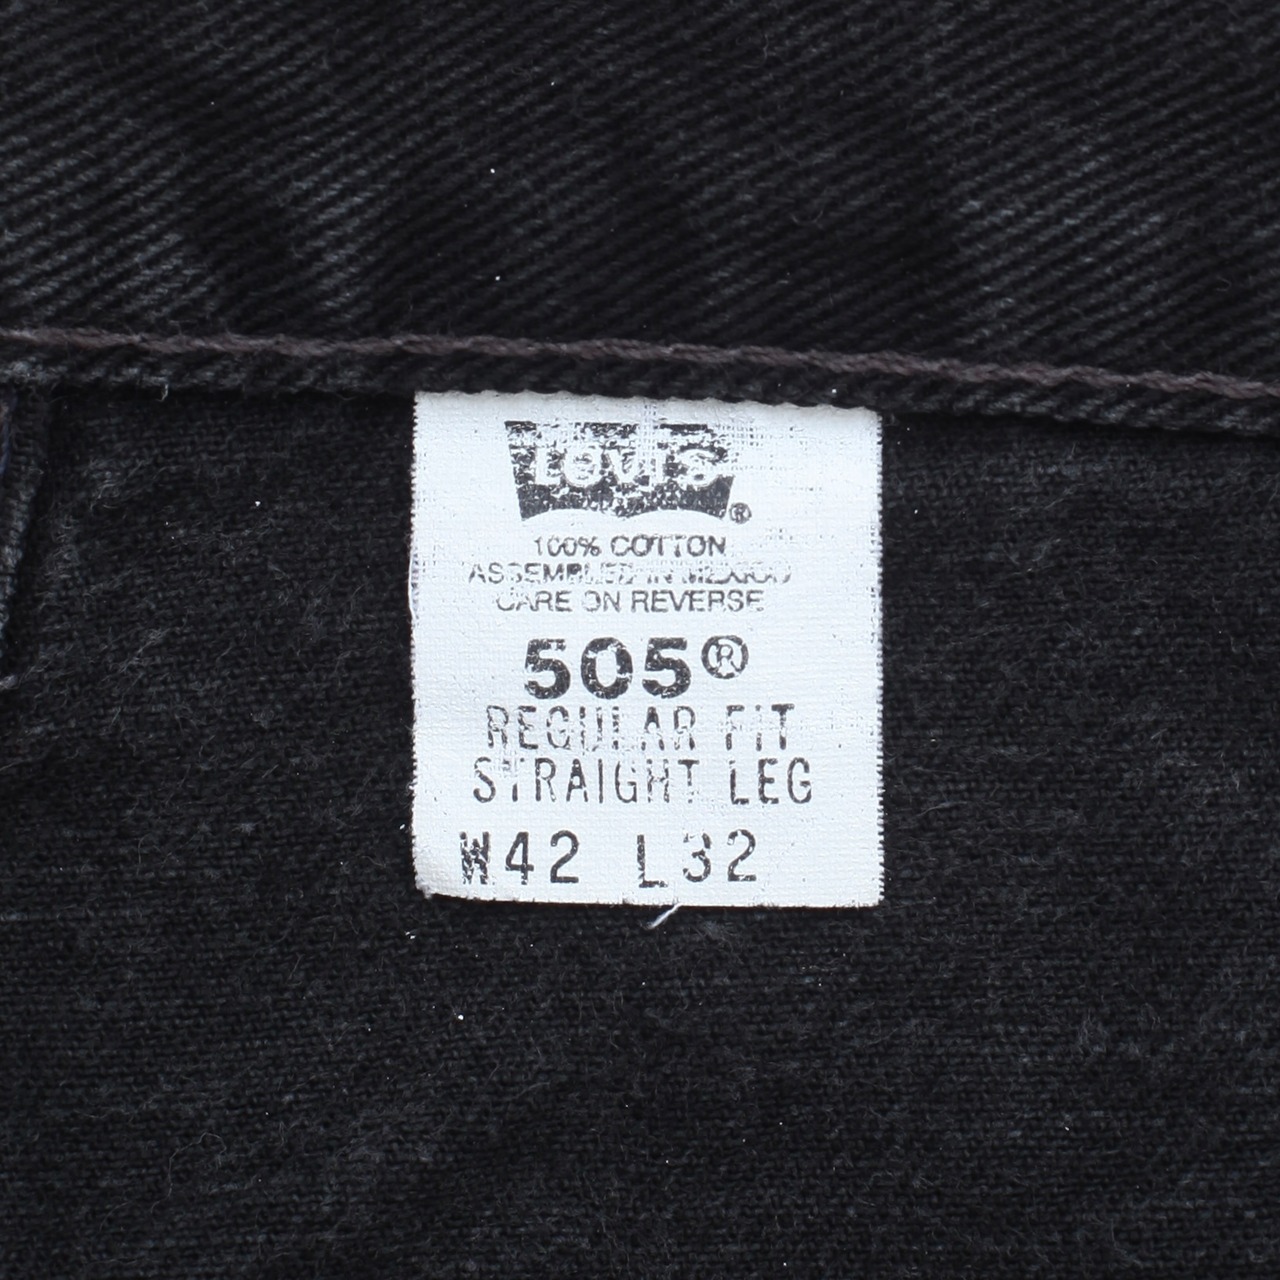 Levi's®
100% COTTON
ASSEMBLED IN MEXICO
CARE ON REVERSE
505®
REGULAR FIT
STRAIGHT LEG
W42 L32